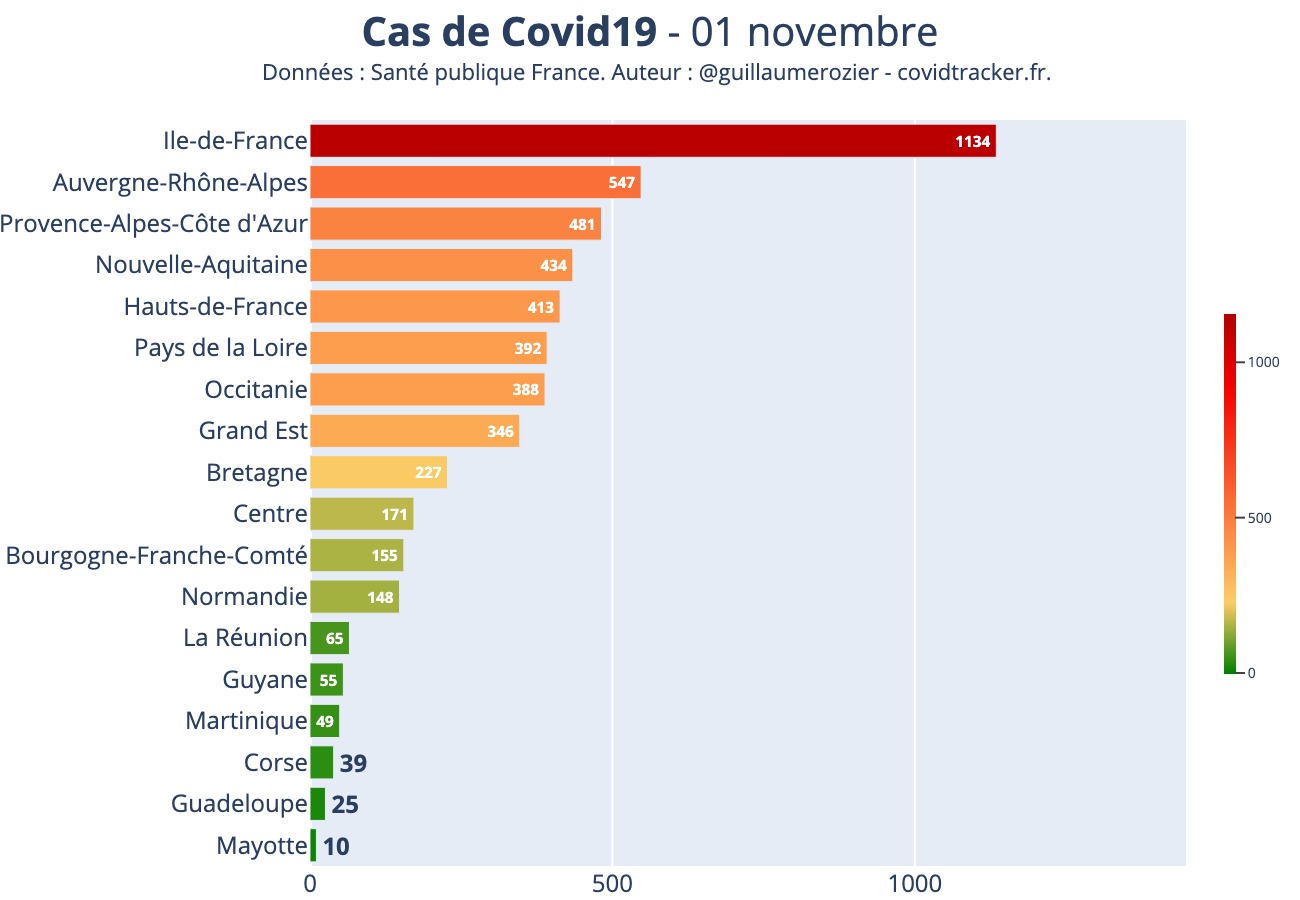 Cas de Covid19 - 01 novembre
Données : Santé publique France. Auteur : @guillaumerozier - covidtracker.fr.
Ile-de-France 1134
Auvergne-Rhône-Alpes 547
Provence-Alpes-Côte d'Azur 481
Nouvelle-Aquitaine 434
Hauts-de-France 413
Pays de la Loire 392
Occitanie 388
Grand Est 346
Bretagne 227
Centre 171
Bourgogne-Franche-Comté 155
Normandie 148
La Réunion 65
Guyane 55
Martinique 49
Corse 39
Guadeloupe 25
Mayotte 10
0 500 1000
1000
500
0